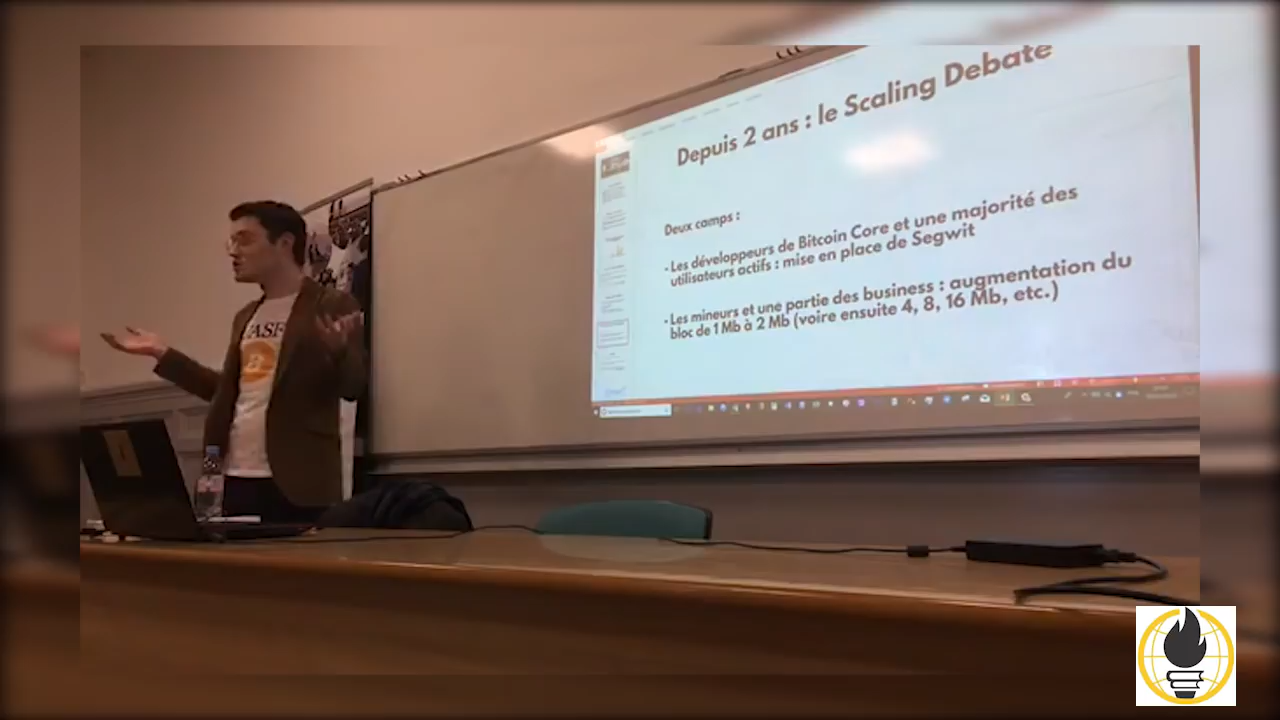 Depuis 2 ans : le Scaling Debate
Deux camps :
- Les développeurs de Bitcoin Core et une majorité des
utilisateurs actifs : mise en place de Segwit
- Les mineurs et une partie des business : augmentation du
bloc de 1 Mb à 2 Mb (voire ensuite 4, 8, 16 Mb, etc.)